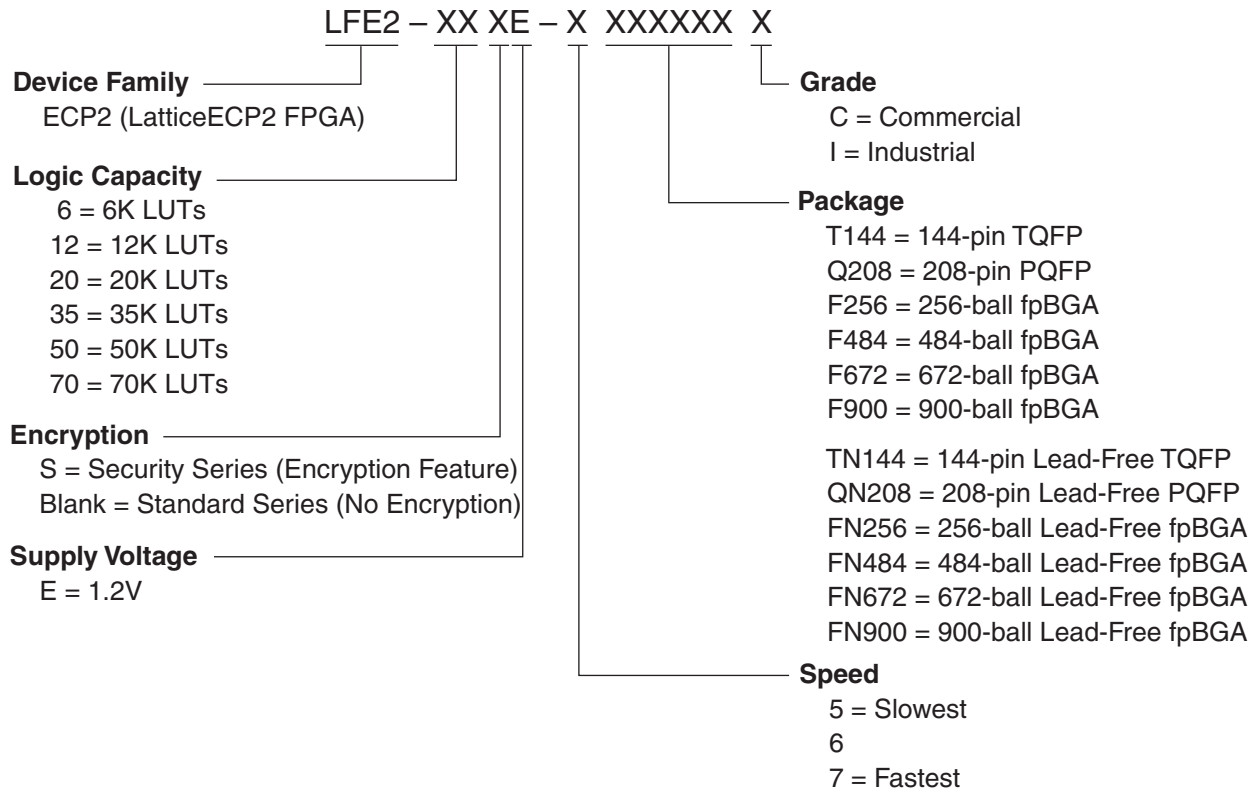 LFE2 – XX XE – X XXXXXX X
Device Family
ECP2 (LatticeECP2 FPGA)
Logic Capacity
6 = 6K LUTs
12 = 12K LUTs
20 = 20K LUTs
35 = 35K LUTs
50 = 50K LUTs
70 = 70K LUTs
Encryption
S = Security Series (Encryption Feature)
Blank = Standard Series (No Encryption)
Supply Voltage
E = 1.2V
Grade
C = Commercial
I = Industrial
Package
T144 = 144-pin TQFP
Q208 = 208-pin PQFP
F256 = 256-ball fpBGA
F484 = 484-ball fpBGA
F672 = 672-ball fpBGA
F900 = 900-ball fpBGA
TN144 = 144-pin Lead-Free TQFP
QN208 = 208-pin Lead-Free PQFP
FN256 = 256-ball Lead-Free fpBGA
FN484 = 484-ball Lead-Free fpBGA
FN672 = 672-ball Lead-Free fpBGA
FN900 = 900-ball Lead-Free fpBGA
Speed
5 = Slowest
6
7 = Fastest